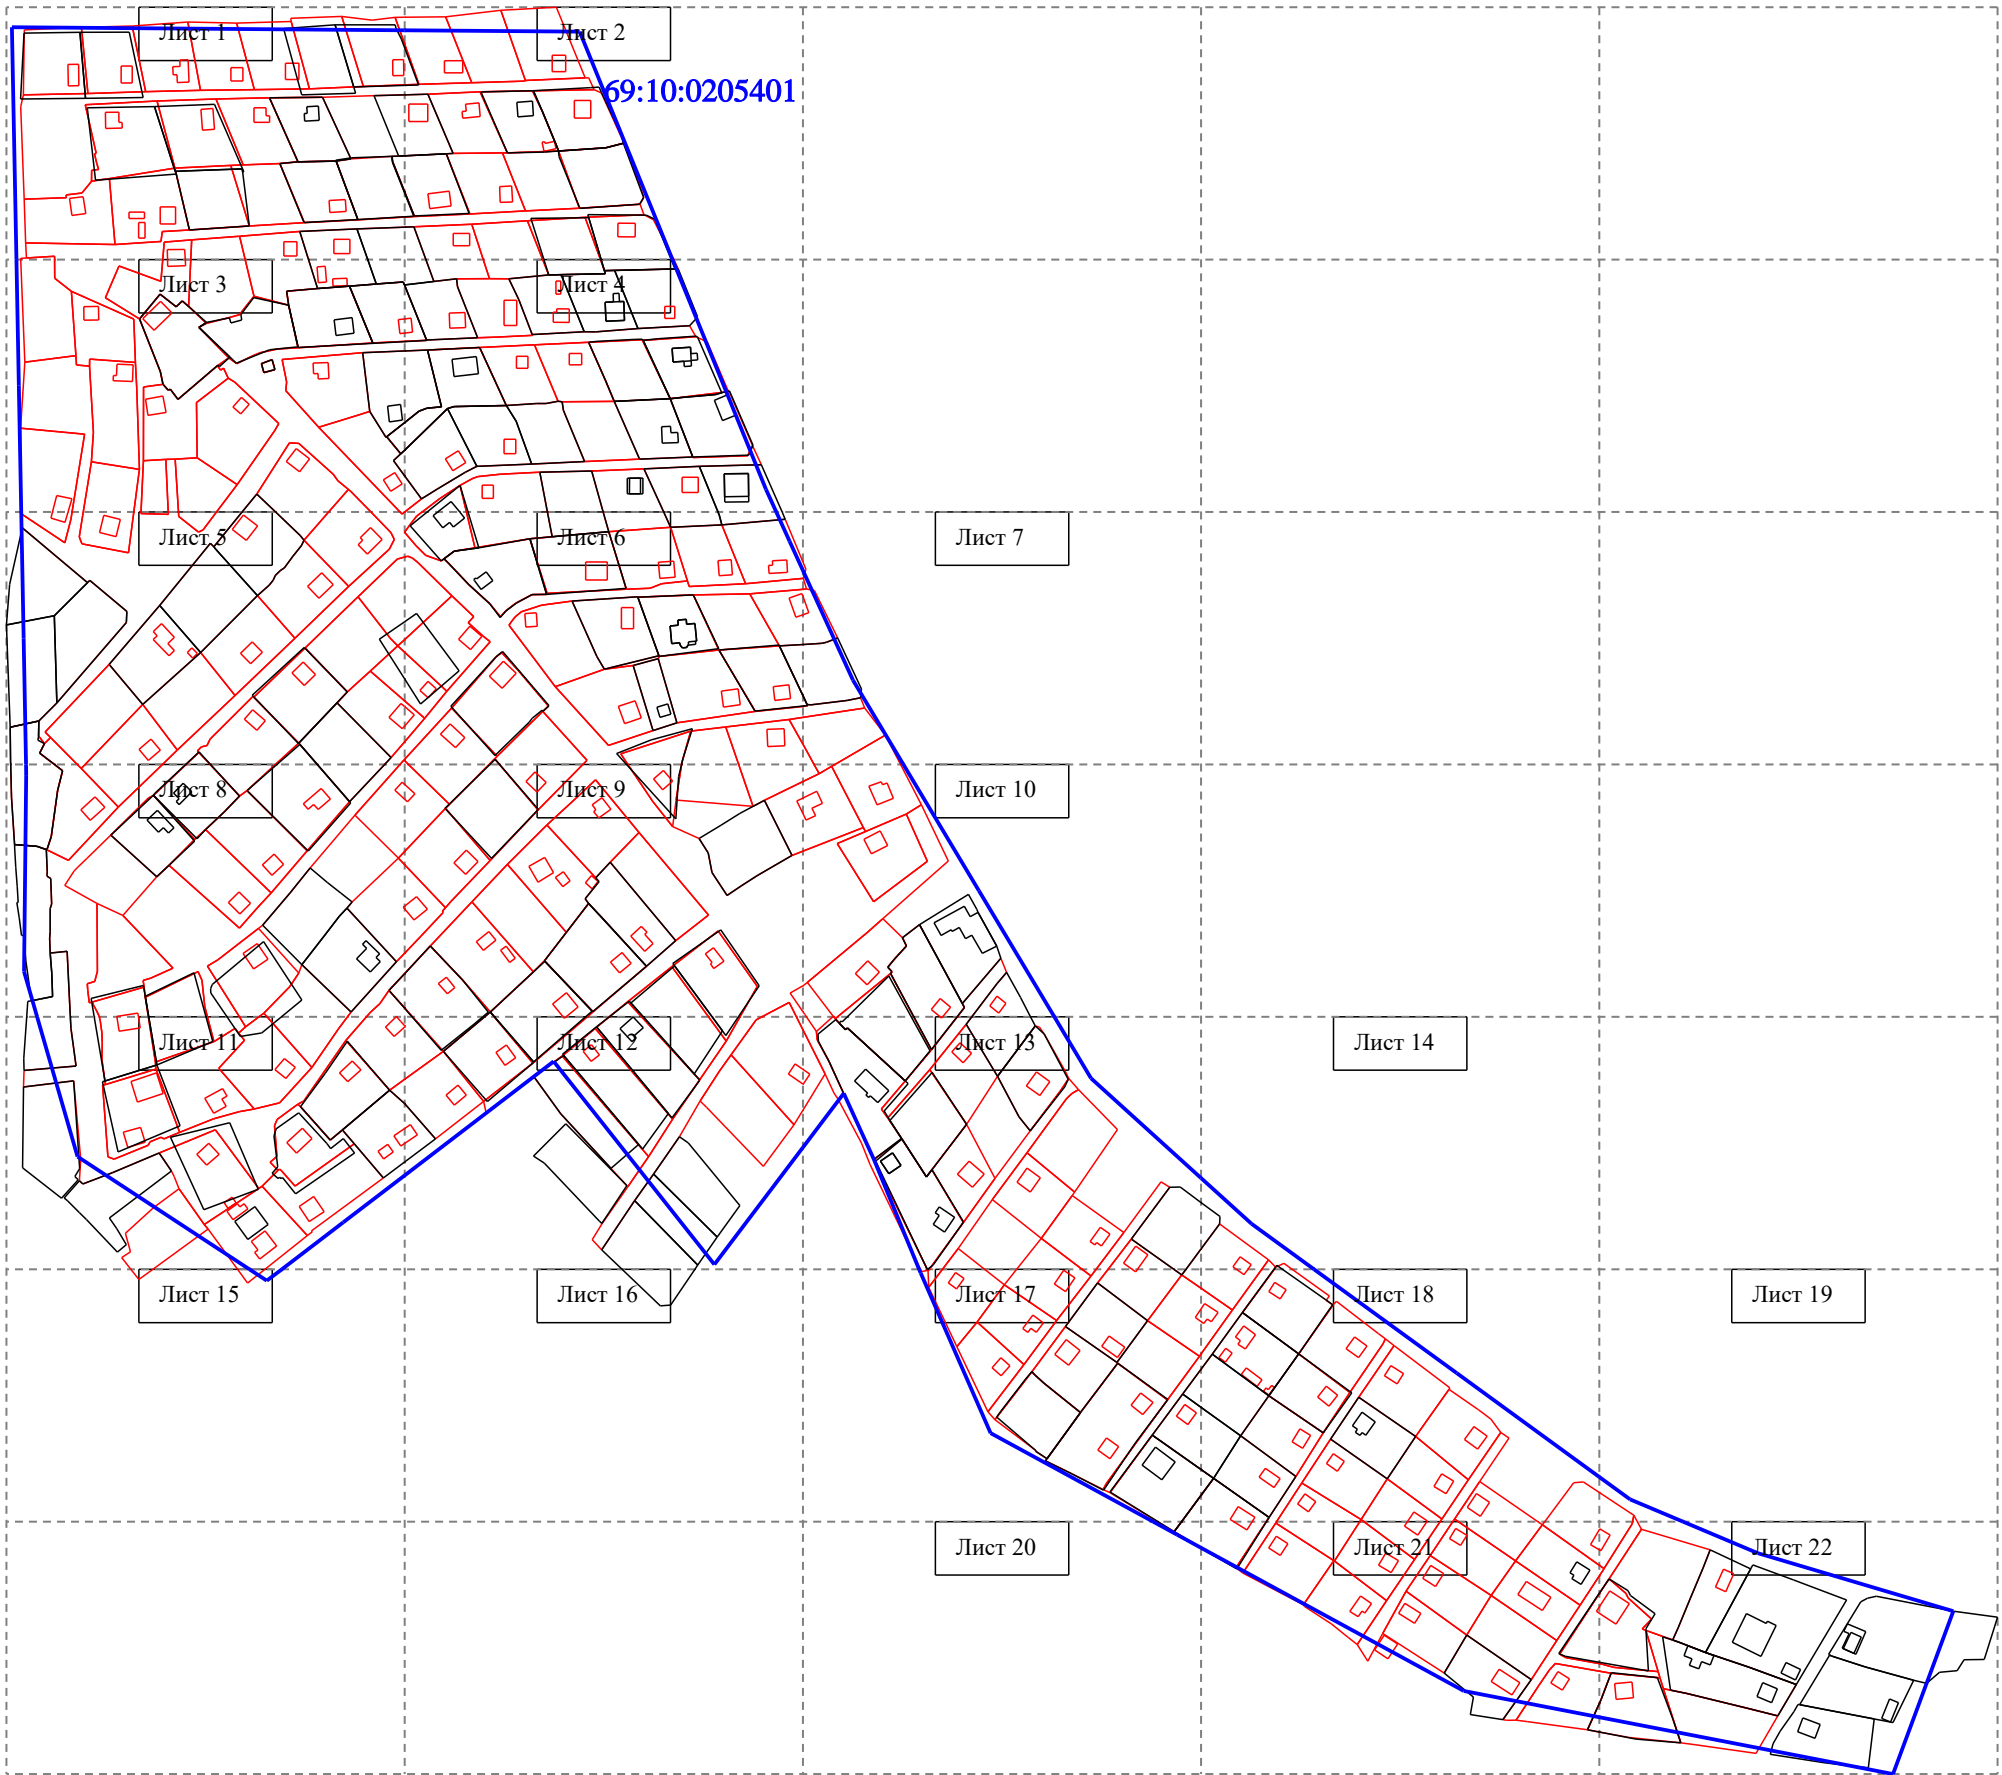 Лист 1
Лист 2
69:10:0205401
Лист 3
Лист 4
Лист 5
Лист 6
Лист 7
Лист 8
Лист 9
Лист 10
Лист 11
Лист 12
Лист 13
Лист 14
Лист 15
Лист 16
Лист 17
Лист 18
Лист 19
Лист 20
Лист 21
Лист 22